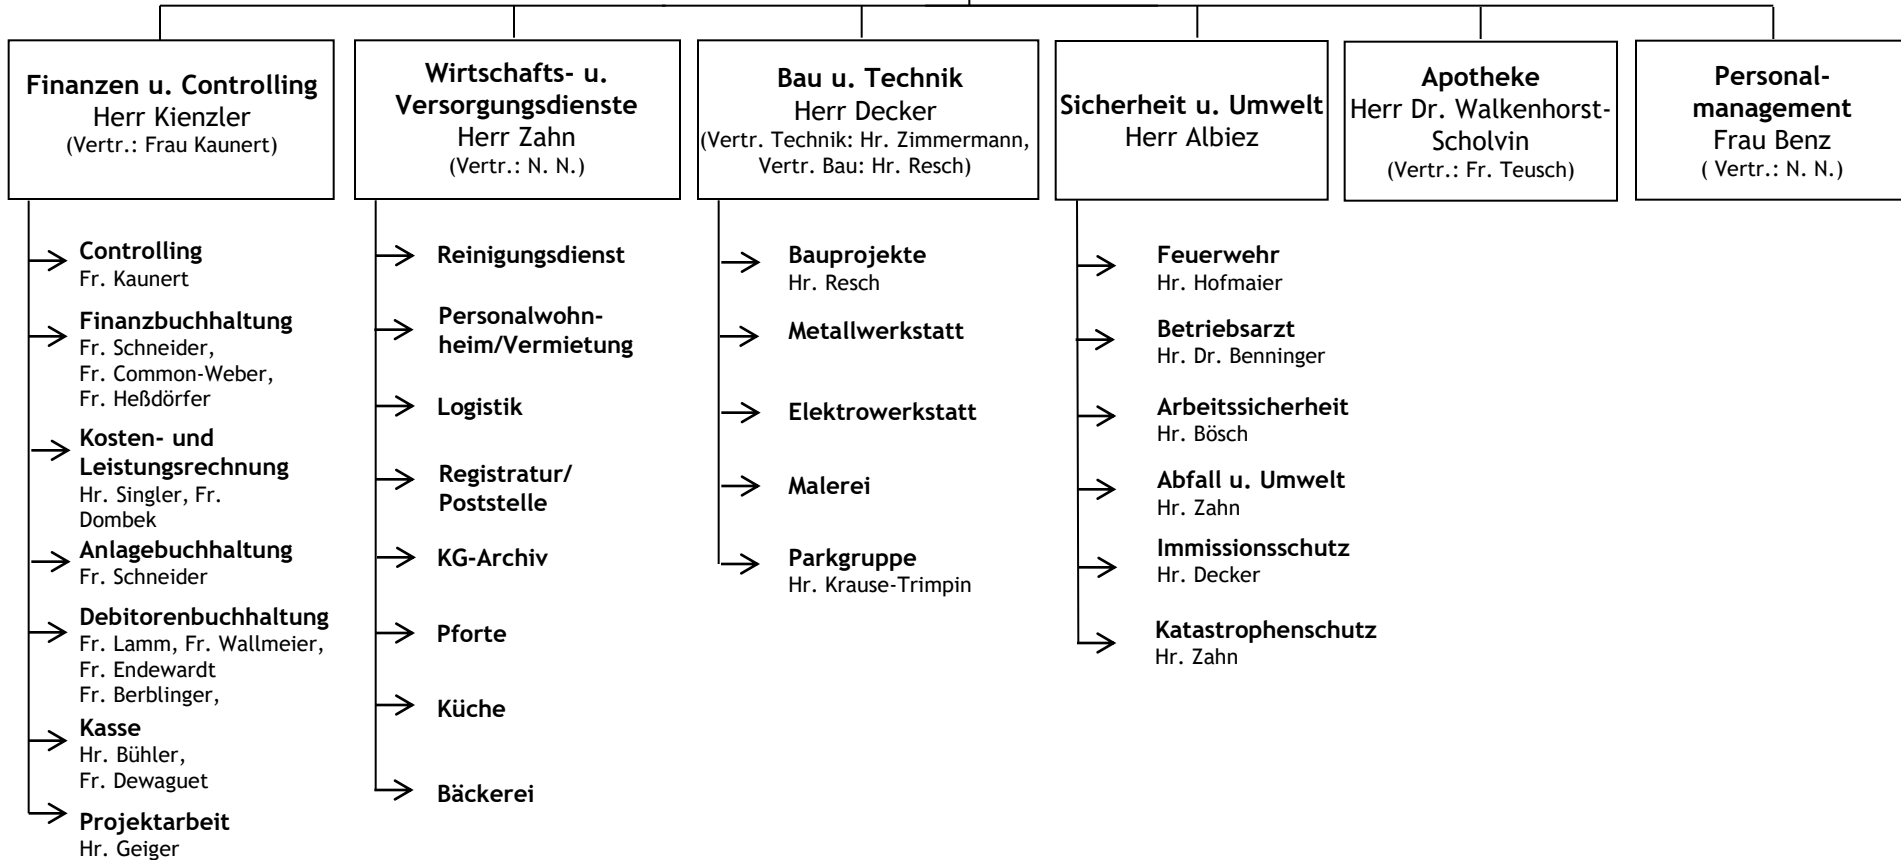 Finanzen u. Controlling
Herr Kienzler
(Vertr.: Frau Kaunert)
Wirtschafts- u.
Versorgungsdienste
Herr Zahn
(Vertr.: N. N.)
Bau u. Technik
Herr Decker
(Vertr. Technik: Hr. Zimmermann,
Vertr. Bau: Hr. Resch)
Sicherheit u. Umwelt
Herr Albiez
Apotheke
Herr Dr. Walkenhorst-
Scholvin
(Vertr.: Fr. Teusch)
Personal-
management
Frau Benz
( Vertr.: N. N.)
Controlling
Fr. Kaunert
Finanzbuchhaltung
Fr. Schneider,
Fr. Common-Weber,
Fr. Heßdörfer
Kosten- und
Leistungsrechnung
Hr. Singler, Fr.
Dombek
Anlagebuchhaltung
Fr. Schneider
Debitorenbuchhaltung
Fr. Lamm, Fr. Wallmeier,
Fr. Endewardt
Fr. Berblinger,
Kasse
Hr. Bühler,
Fr. Dewaguet
Projektarbeit
Hr. Geiger
Reinigungsdienst
Personalwohn-
heim/Vermietung
Logistik
Registratur/
Poststelle
KG-Archiv
Pforte
Küche
Bäckerei
Bauprojekte
Hr. Resch
Metallwerkstatt
Elektrowerkstatt
Malerei
Parkgruppe
Hr. Krause-Trimpin
Feuerwehr
Hr. Hofmaier
Betriebsarzt
Hr. Dr. Benninger
Arbeitssicherheit
Hr. Bösch
Abfall u. Umwelt
Hr. Zahn
Immissionsschutz
Hr. Decker
Katastrophenschutz
Hr. Zahn